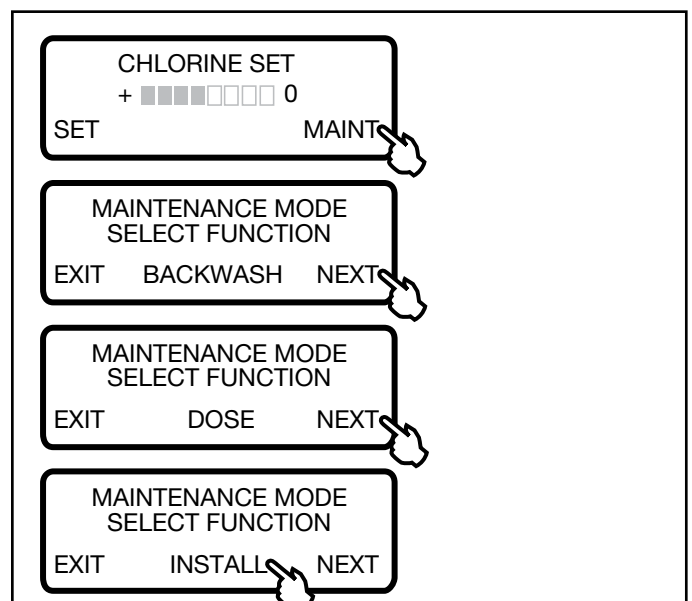 CHLORINE SET
+ 0
SET MAINT
MAINTENANCE MODE
SELECT FUNCTION
EXIT BACKWASH NEXT
MAINTENANCE MODE
SELECT FUNCTION
EXIT DOSE NEXT
MAINTENANCE MODE
SELECT FUNCTION
EXIT INSTALL NEXT